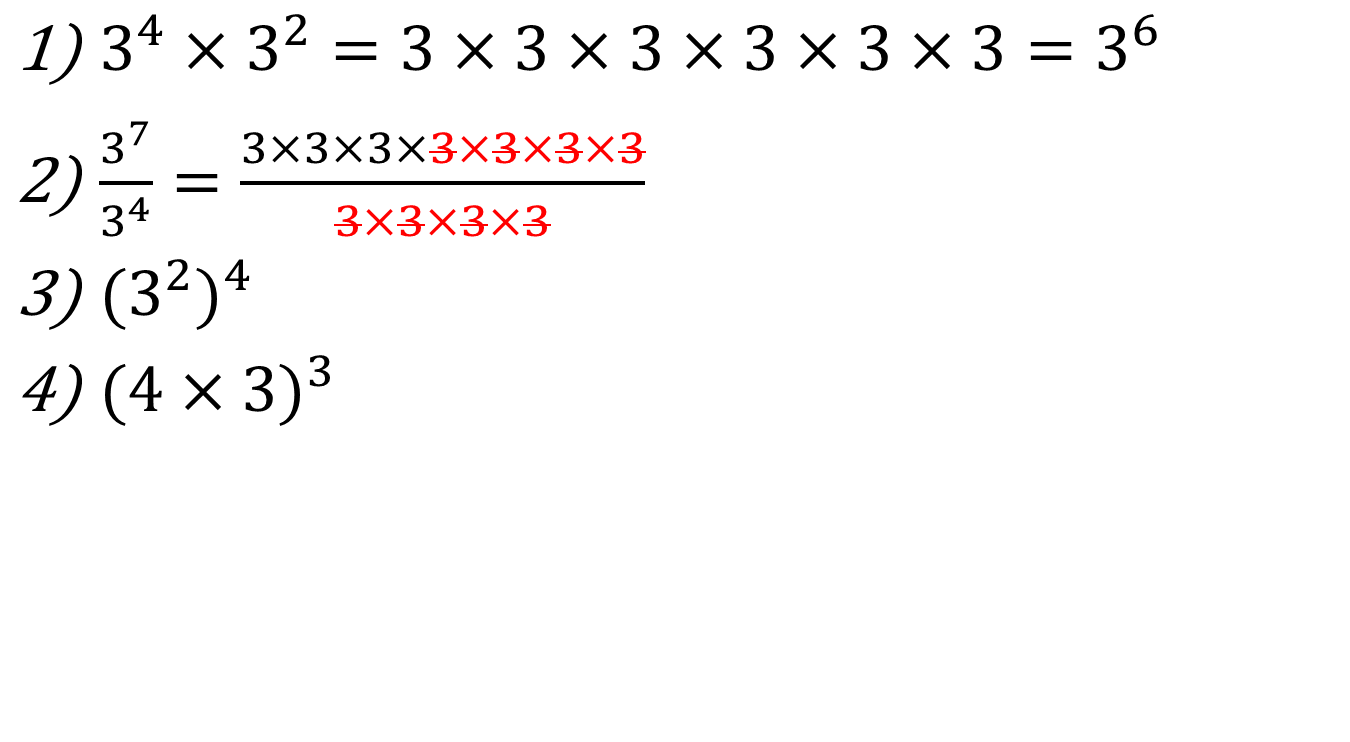 1) 3⁴ × 3² = 3 × 3 × 3 × 3 × 3 × 3 = 3⁶
2) 3⁷/3⁴ = 3×3×3×3×3×3×3/3×3×3×3
3) (3²)⁴
4) (4 × 3)³